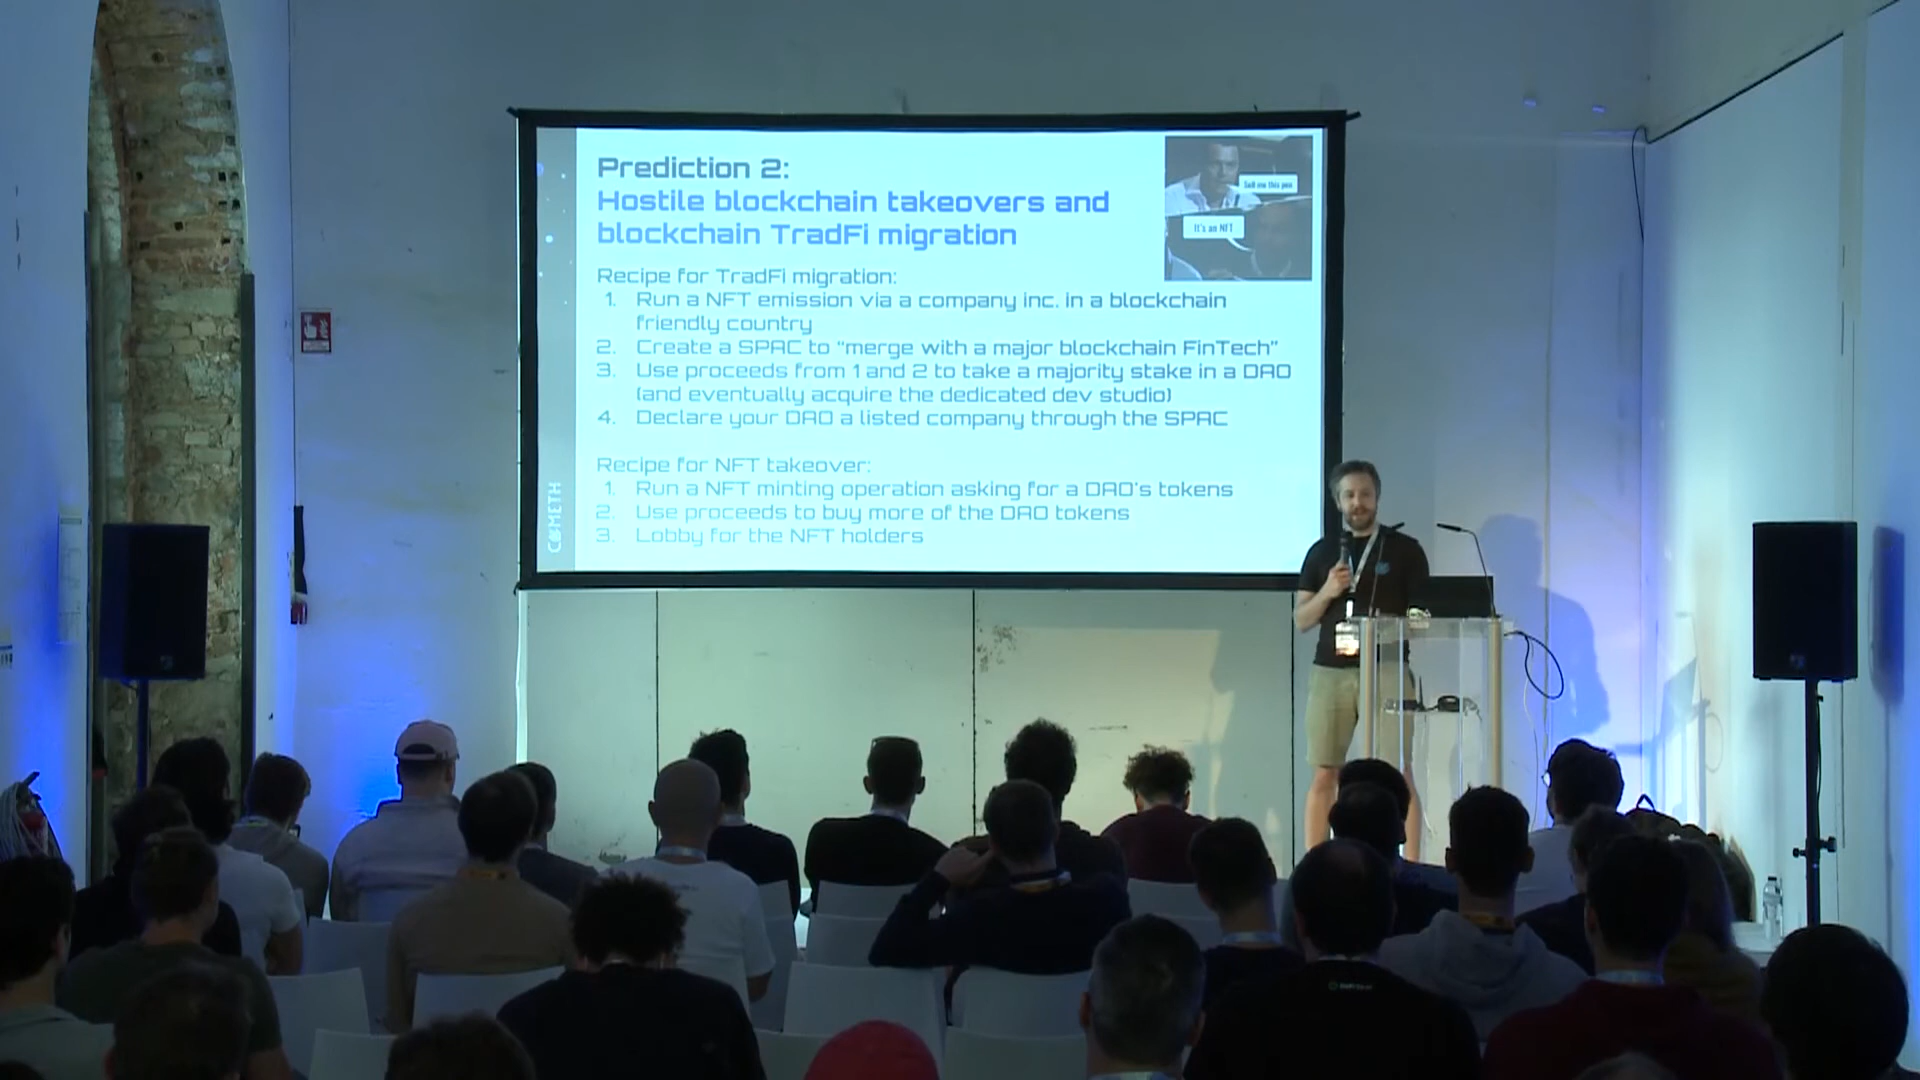 Prediction 2:
Hostile blockchain takeovers and
blockchain TradFi migration
Sell me this pen
It's an NFT
Recipe for TradFi migration:
1. Run a NFT emission via a company inc. in a blockchain
friendly country
2. Create a SPAC to “merge with a major blockchain FinTech”
3. Use proceeds from 1 and 2 to take a majority stake in a DAO
(and eventually acquire the dedicated dev studio)
4. Declare your DAO a listed company through the SPAC
Recipe for NFT takeover:
1. Run a NFT minting operation asking for a DAO's tokens
2. Use proceeds to buy more of the DAO tokens
3. Lobby for the NFT holders
COMETH